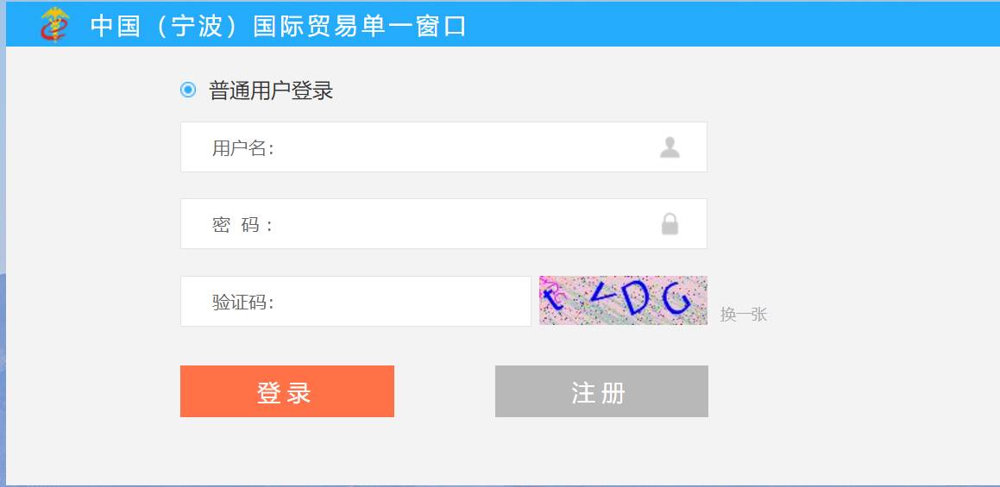 中国（宁波）国际贸易单一窗口
普通用户登录
用户名:
密 码 :
验证码:
换一张
登 录
注 册